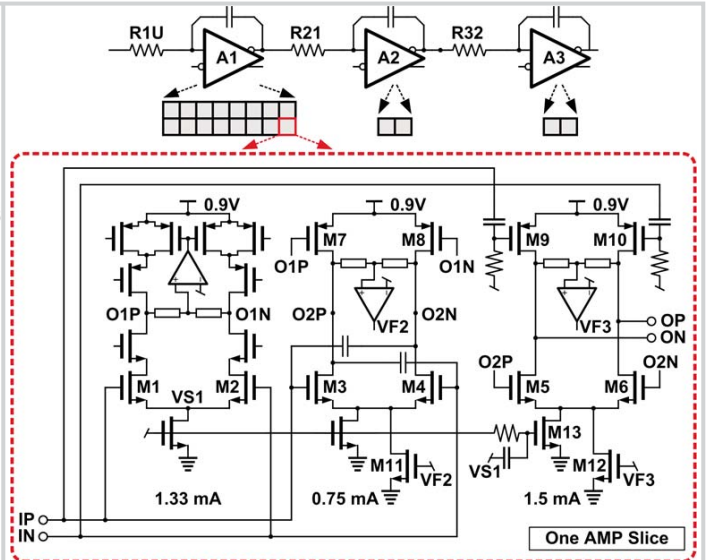 R1U R21 R32
A1 A2 A3
0.9V 0.9V 0.9V
M7 M8 M9 M10
O1P O1N
+ - + - + -
O1P O1N O2P O2N
VF2 VF3 OP
ON
O2P O2N
M1 VS1 M2 M3 M4 M5 M6
M13
M11 VF2 VS1 M12 VF3
1.33 mA 0.75 mA 1.5 mA
IP
IN
One AMP Slice